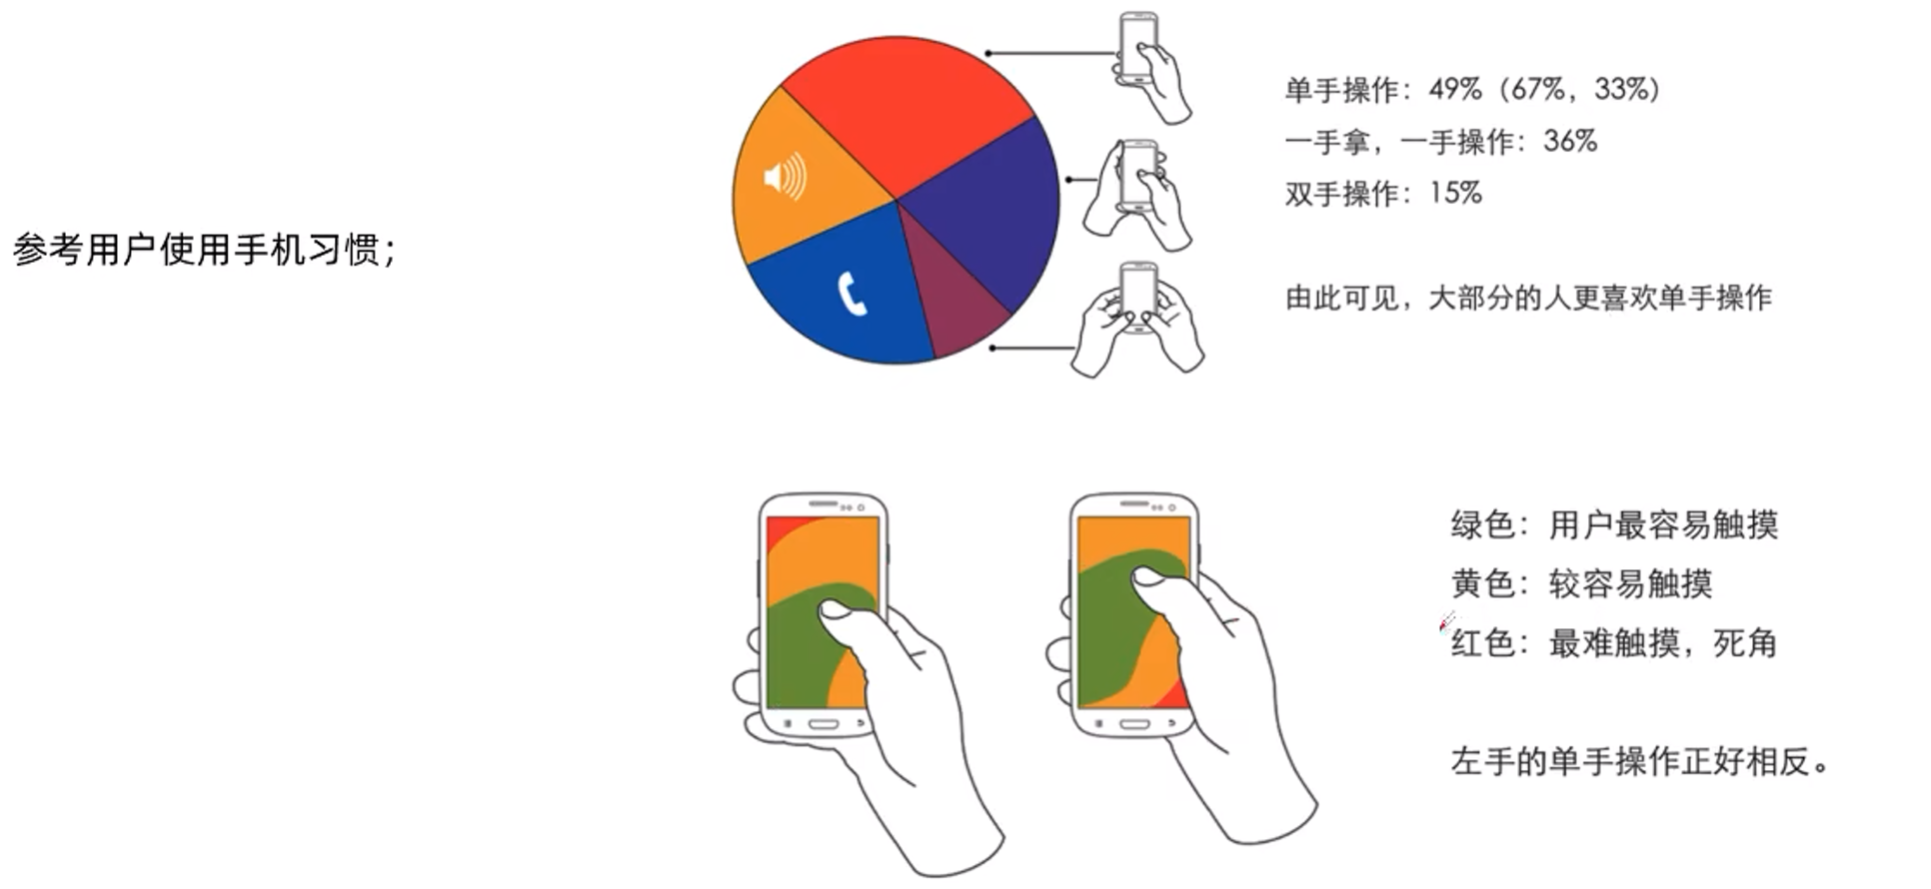 参考用户使用手机习惯；
单手操作：49%（67%，33%）
一手拿，一手操作：36%
双手操作：15%
由此可见，大部分的人更喜欢单手操作
绿色：用户最容易触摸
黄色：较容易触摸
红色：最难触摸，死角
左手的单手操作正好相反。